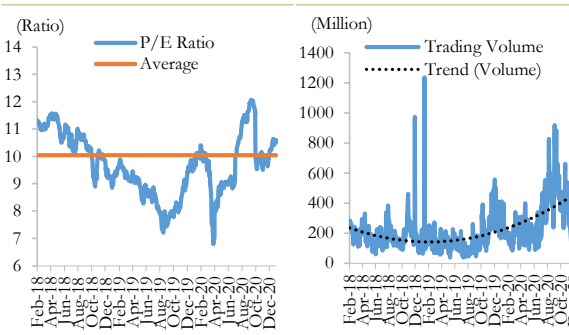 (Ratio)
P/E Ratio
Average
14
13
12
11
10
9
8
7
6
Feb-18
Apr-18
Jun-18
Aug-18
Oct-18
Dec-18
Feb-19
Apr-19
Jun-19
Aug-19
Oct-19
Dec-19
Feb-20
Apr-20
Jun-20
Aug-20
Oct-20
Dec-20
(Million)
Trading Volume
Trend (Volume)
1400
1200
1000
800
600
400
200
0
Feb-18
Apr-18
Jun-18
Aug-18
Oct-18
Dec-18
Feb-19
Apr-19
Jun-19
Aug-19
Oct-19
Dec-19
Feb-20
Apr-20
Jun-20
Aug-20
Oct-20